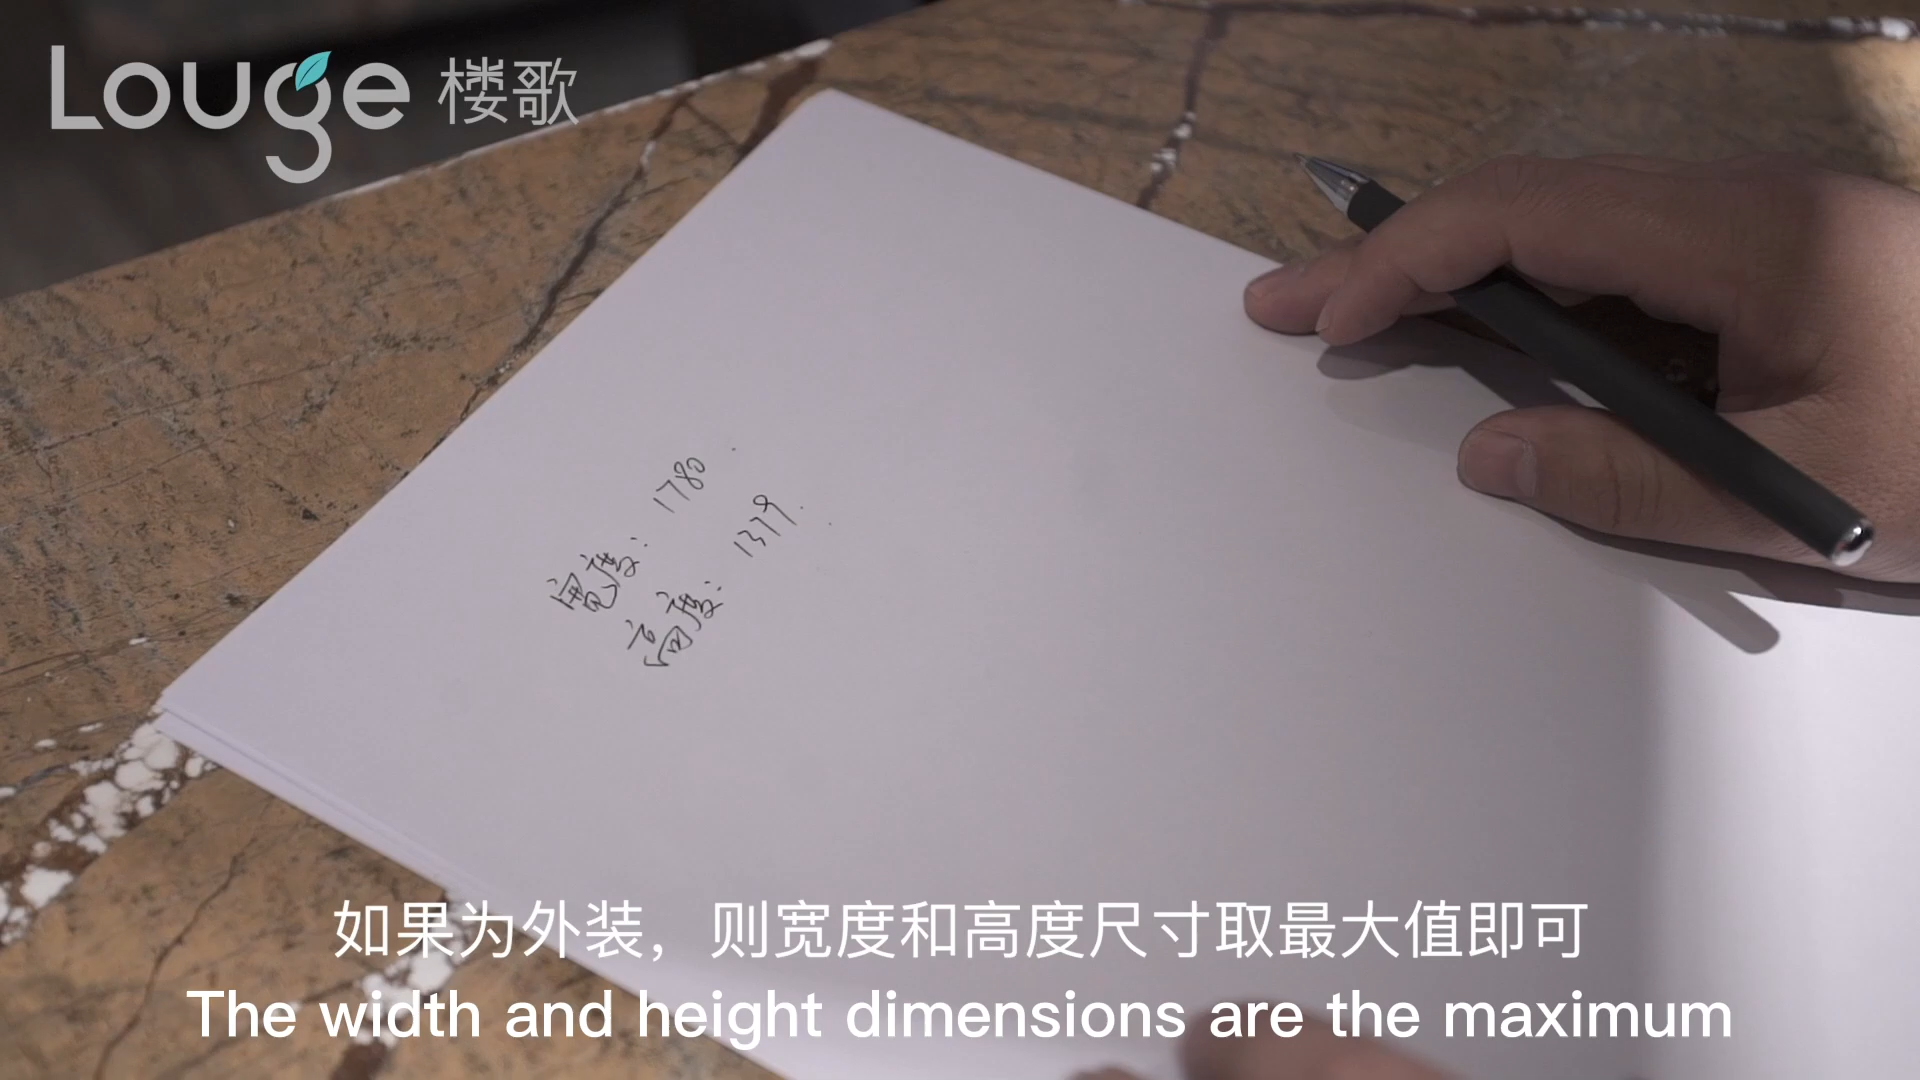 Louge 楼歌
宽度: 1780
高度: 1379
如果为外装，则宽度和高度尺寸取最大值即可
The width and height dimensions are the maximum